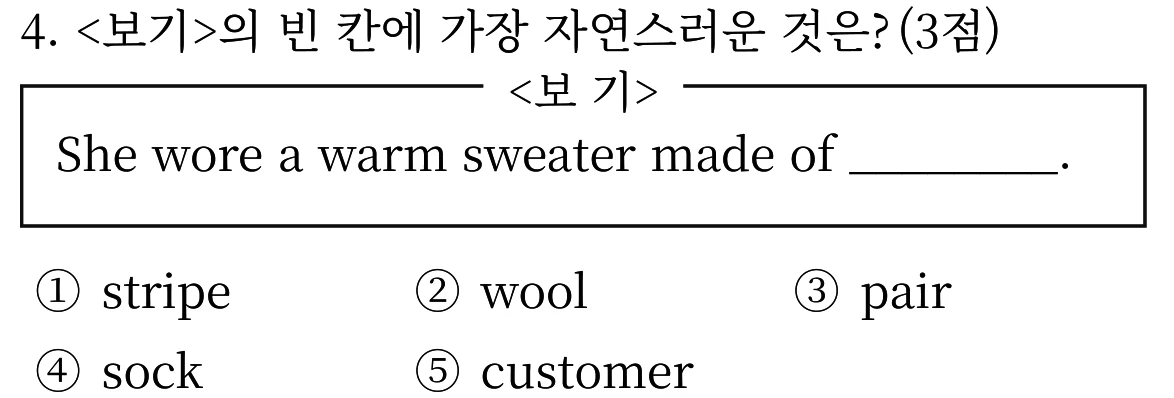 4. <보기>의 빈 칸에 가장 자연스러운 것은?(3점)
<보 기>
She wore a warm sweater made of ________.
① stripe ② wool ③ pair
④ sock ⑤ customer